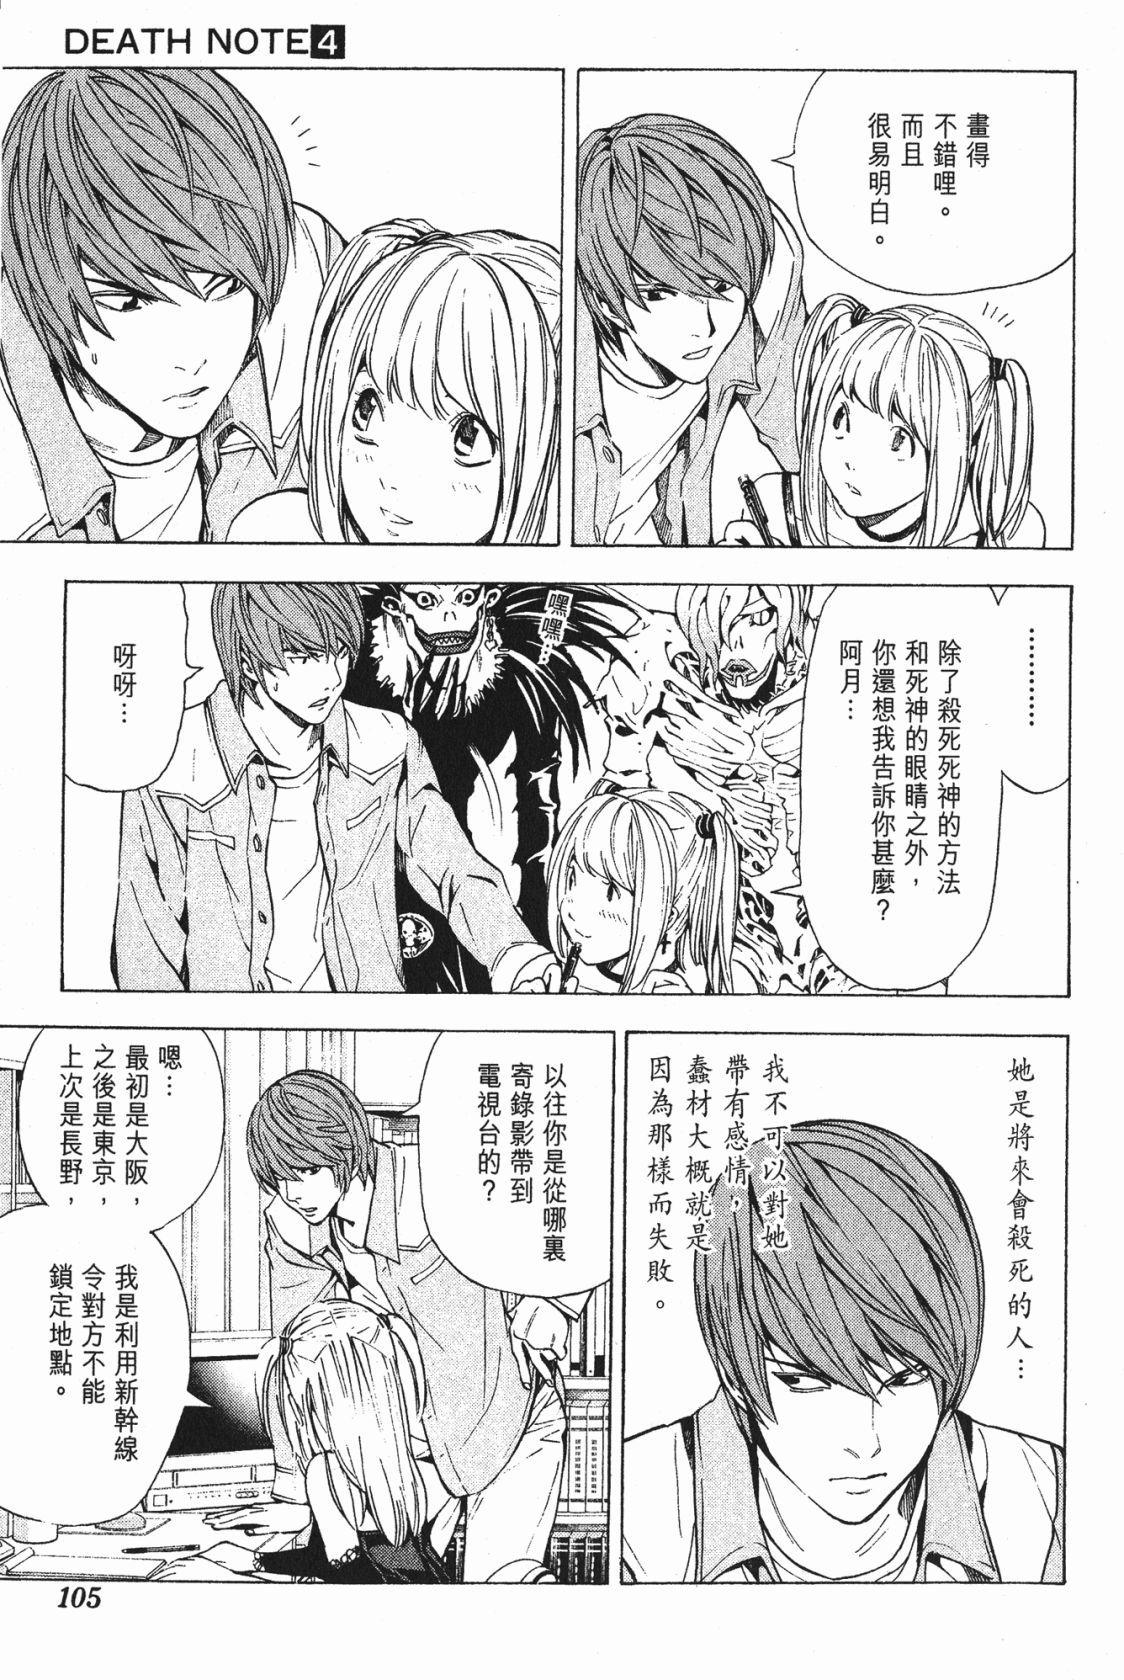 DEATH NOTE 4
畫得
不錯哩。
而且
很易明白。
…………
除了殺死死神的方法
和死神的眼睛之外，
你還想我告訴你甚麼？
阿月…
嘿嘿…
呀呀…
她是將來會殺死的人…
我不可以對她
帶有感情，
蠢材大概就是
因為那樣而失敗。
以往你是從哪裏
寄錄影帶到
電視台的？
嗯…
最初是大阪，
之後是東京，
上次是長野，
我是利用新幹線
令對方不能
鎖定地點。
105